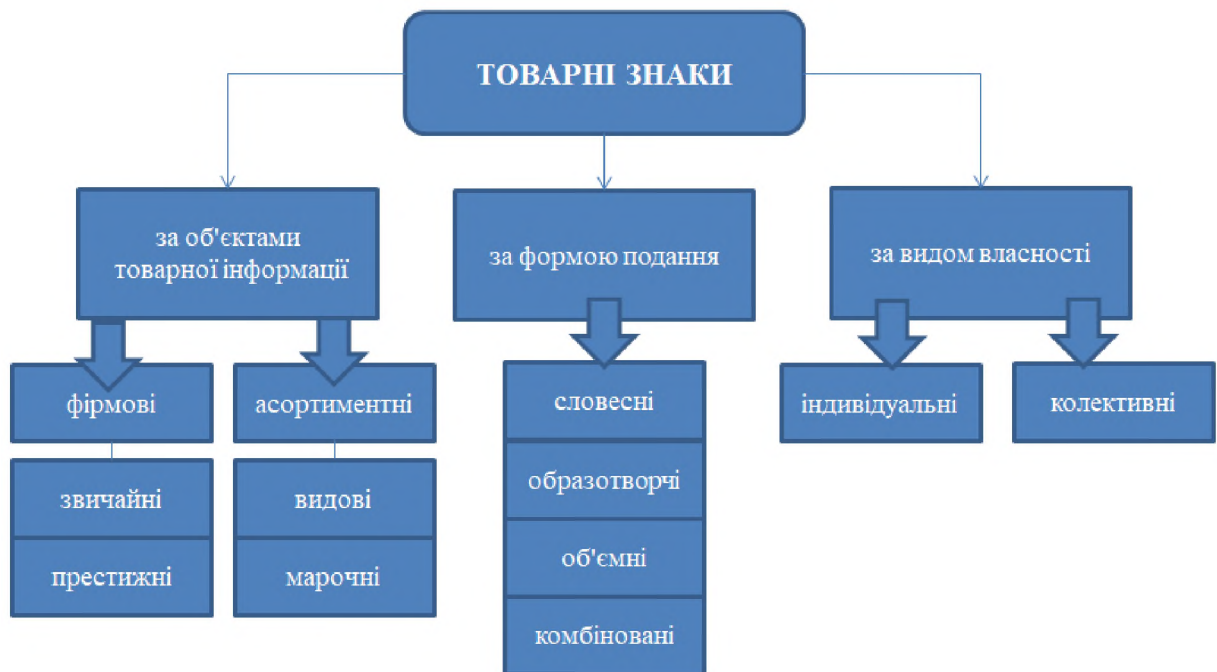 ТОВАРНІ ЗНАКИ
за об'єктами
товарної інформації
за формою подання
за видом власності
фірмові
асортиментні
словесні
індивідуальні
колективні
звичайні
видові
образотворчі
престижні
марочні
об'ємні
комбіновані